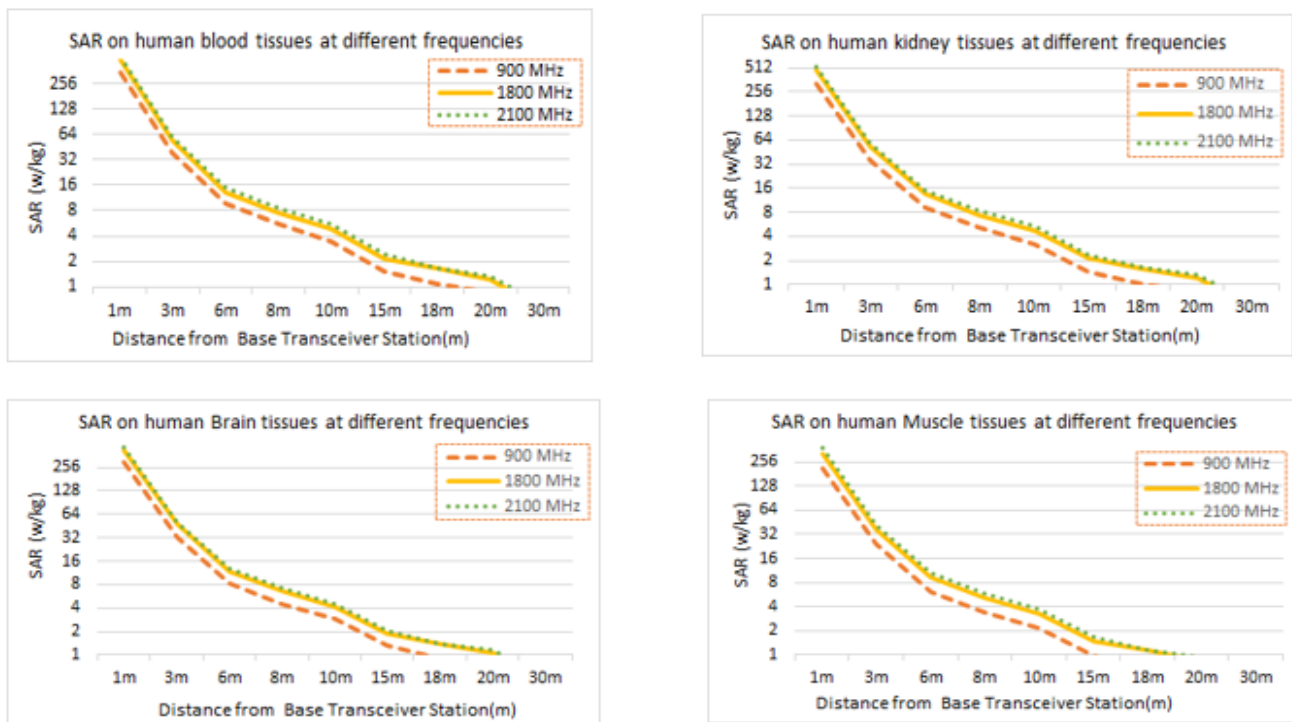 SAR on human blood tissues at different frequencies
900 MHz
1800 MHz
2100 MHz
SAR (w/kg)
256
128
64
32
16
8
4
2
1
1m 3m 6m 8m 10m 15m 18m 20m 30m
Distance from Base Transceiver Station(m)
SAR on human kidney tissues at different frequencies
900 MHz
1800 MHz
2100 MHz
SAR (w/kg)
512
256
128
64
32
16
8
4
2
1
1m 3m 6m 8m 10m 15m 18m 20m 30m
Distance from Base Transceiver Station(m)
SAR on human Brain tissues at different frequencies
900 MHz
1800 MHz
2100 MHz
SAR (w/kg)
256
128
64
32
16
8
4
2
1
1m 3m 6m 8m 10m 15m 18m 20m 30m
Distance from Base Transceiver Station(m)
SAR on human Muscle tissues at different frequencies
900 MHz
1800 MHz
2100 MHz
SAR (w/kg)
256
128
64
32
16
8
4
2
1
1m 3m 6m 8m 10m 15m 18m 20m 30m
Distance from Base Transceiver Station(m)